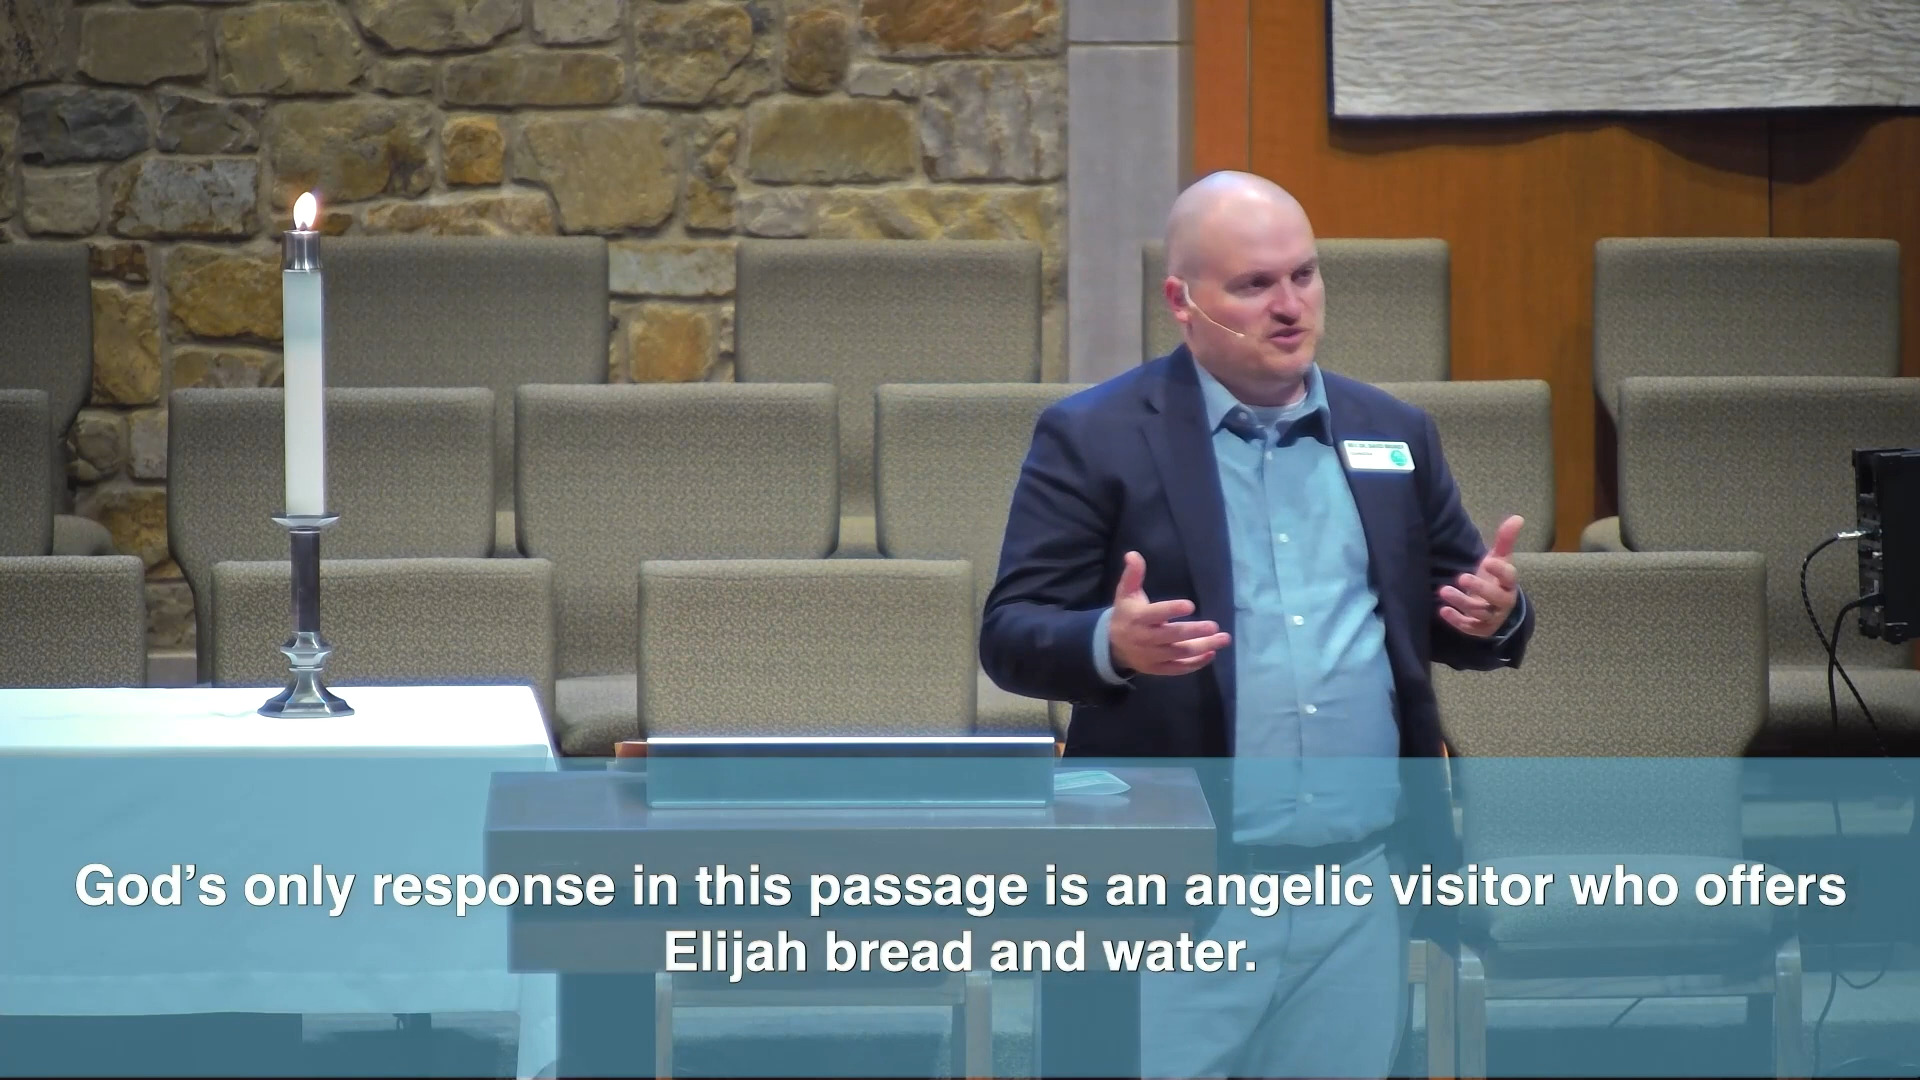 God’s only response in this passage is an angelic visitor who offers
Elijah bread and water.